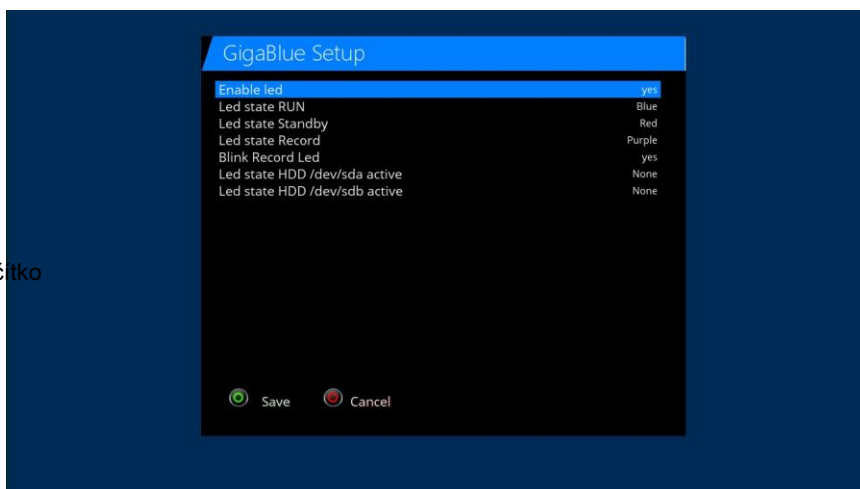 GigaBlue Setup
Enable led yes
Led state RUN Blue
Led state Standby Red
Led state Record Purple
Blink Record Led yes
Led state HDD /dev/sda active None
Led state HDD /dev/sdb active None
čítko
Save Cancel